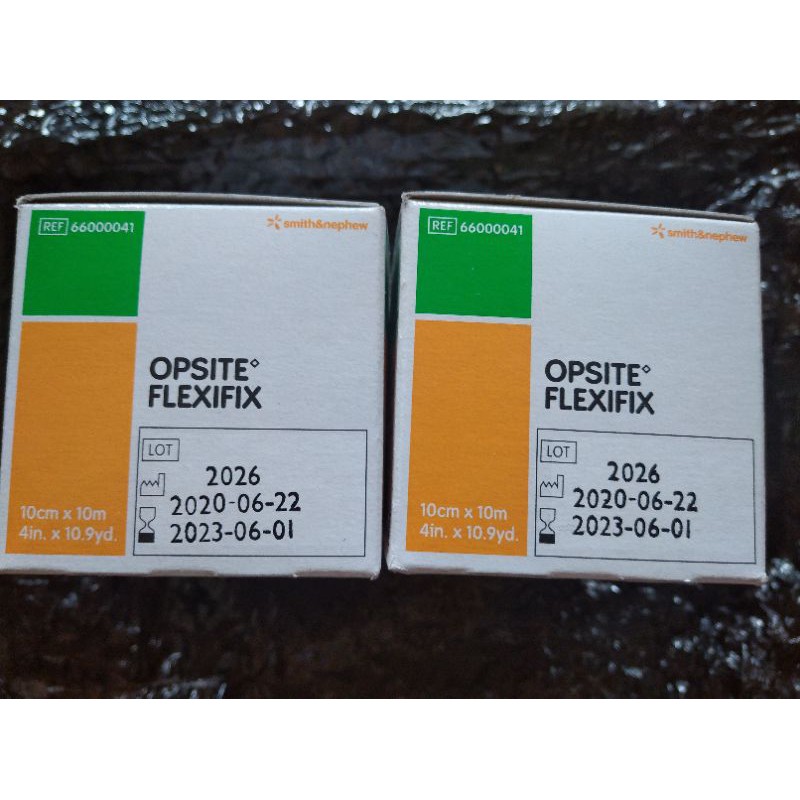 REF 66000041
smith&nephew
OPSITE◊
FLEXIFIX
LOT
2026
2020-06-22
2023-06-01
10cm x 10m
4in. x 10.9yd.
REF 66000041
smith&nephew
OPSITE◊
FLEXIFIX
LOT
2026
2020-06-22
2023-06-01
10cm x 10m
4in. x 10.9yd.